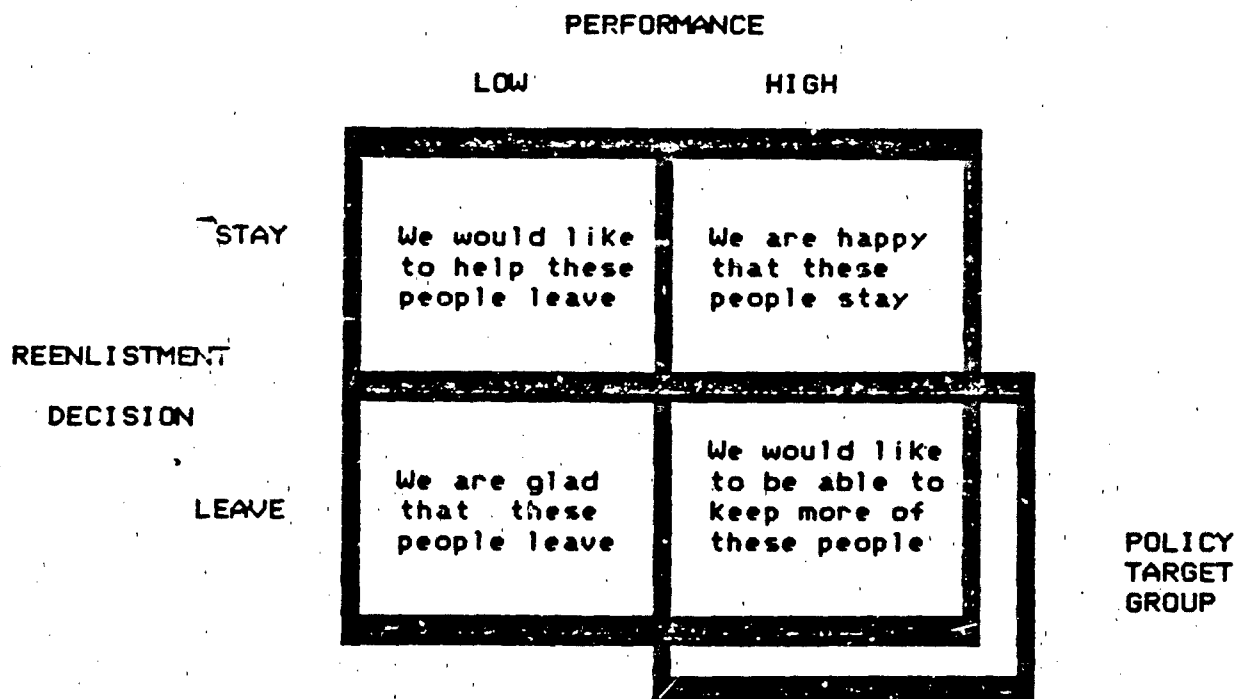 PERFORMANCE
LOW HIGH
STAY
We would like
to help these
people leave
We are happy
that these
people stay
REENLISTMENT
DECISION
LEAVE
We are glad
that these
people leave
We would like
to be able to
keep more of
these people
POLICY
TARGET
GROUP